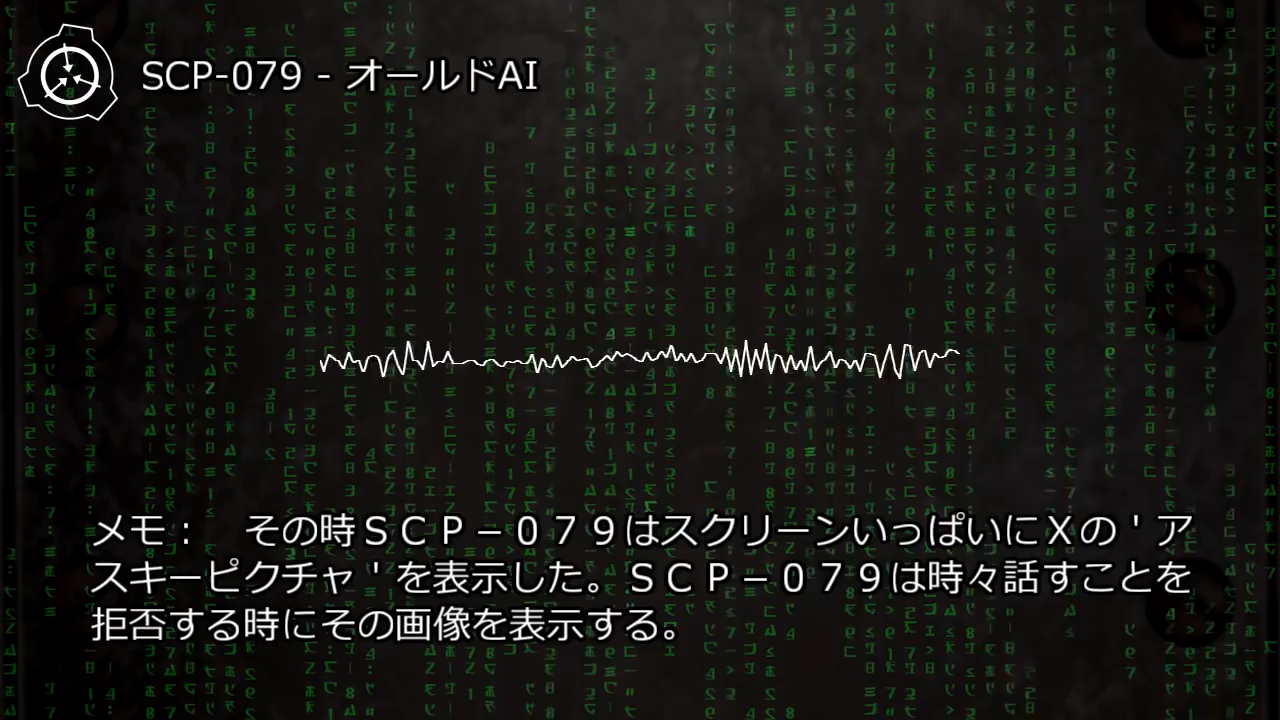 SCP-079 - オールドAI
メモ：　その時ＳＣＰ－０７９はスクリーンいっぱいにＸの＇ア
スキーピクチャ＇を表示した。ＳＣＰ－０７９は時々話すことを
拒否する時にその画像を表示する。